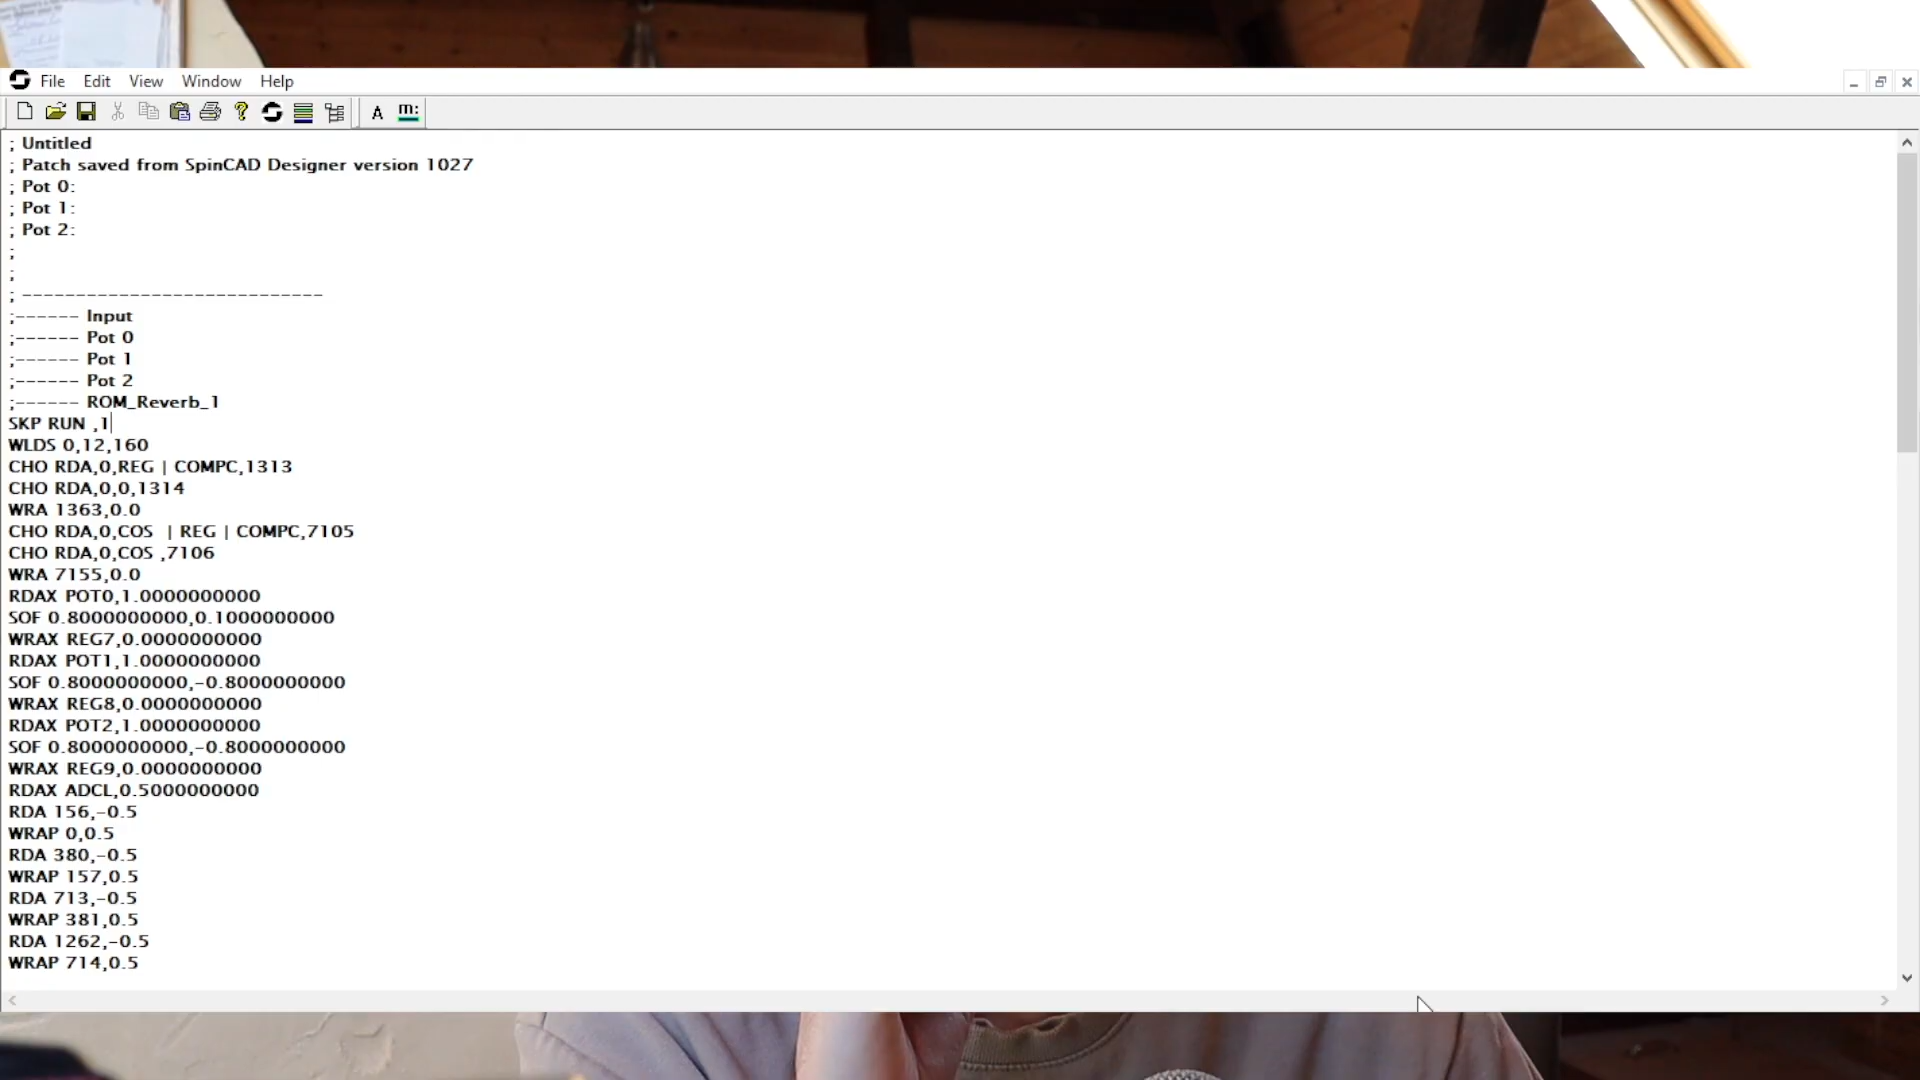 File Edit View Window Help
A m:
; Untitled
; Patch saved from SpinCAD Designer version 1027
; Pot 0:
; Pot 1:
; Pot 2:
;
;
; ----------------------------
;------ Input
;------ Pot 0
;------ Pot 1
;------ Pot 2
;------ ROM_Reverb_1
SKP RUN ,1
WLDS 0,12,160
CHO RDA,0,REG | COMPC,1313
CHO RDA,0,0,1314
WRA 1363,0.0
CHO RDA,0,COS  | REG | COMPC,7105
CHO RDA,0,COS ,7106
WRA 7155,0.0
RDAX POT0,1.0000000000
SOF 0.8000000000,0.1000000000
WRAX REG7,0.0000000000
RDAX POT1,1.0000000000
SOF 0.8000000000,-0.8000000000
WRAX REG8,0.0000000000
RDAX POT2,1.0000000000
SOF 0.8000000000,-0.8000000000
WRAX REG9,0.0000000000
RDAX ADCL,0.5000000000
RDA 156,-0.5
WRAP 0,0.5
RDA 380,-0.5
WRAP 157,0.5
RDA 713,-0.5
WRAP 381,0.5
RDA 1262,-0.5
WRAP 714,0.5